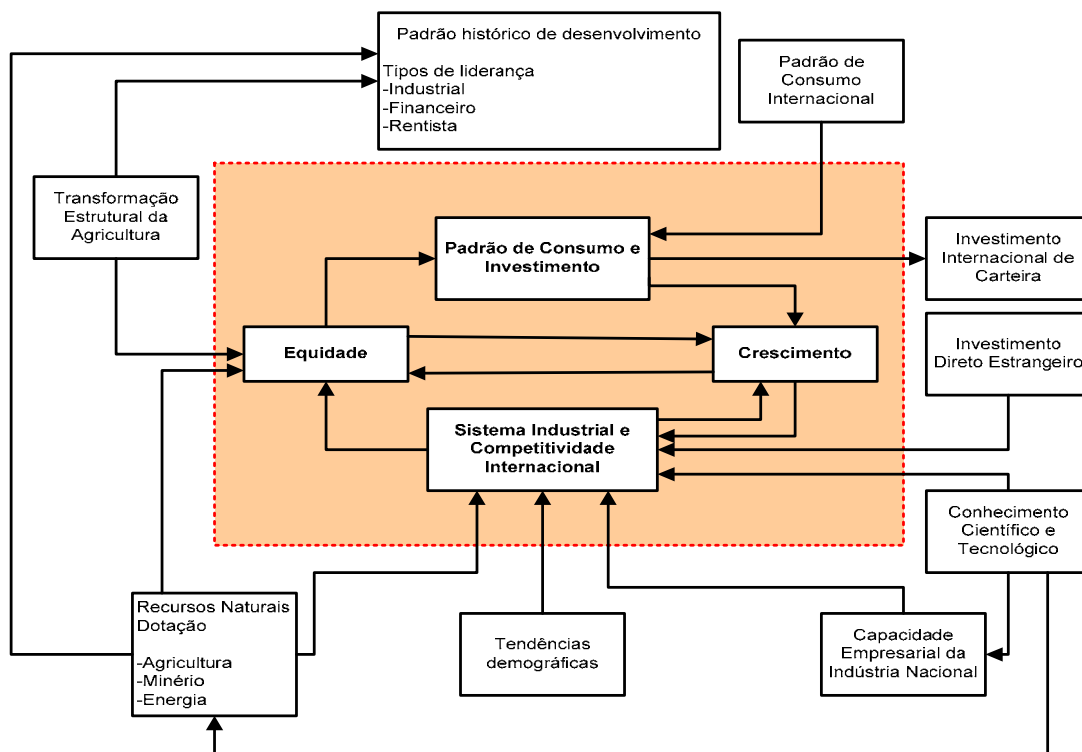 Padrão histórico de desenvolvimento
Tipos de liderança
-Industrial
-Financeiro
-Rentista
Padrão de
Consumo
Internacional
Transformação
Estrutural da
Agricultura
Padrão de Consumo e
Investimento
Investimento
Internacional de
Carteira
Equidade
Crescimento
Investimento
Direto Estrangeiro
Sistema Industrial e
Competitividade
Internacional
Conhecimento
Científico e
Tecnológico
Recursos Naturais
Dotação
-Agricultura
-Minério
-Energia
Tendências
demográficas
Capacidade
Empresarial da
Indústria Nacional